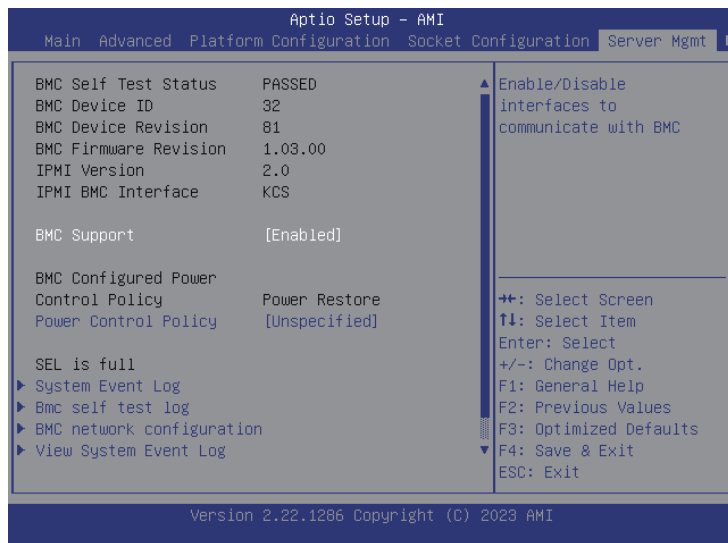 Aptio Setup – AMI
Main Advanced Platform Configuration Socket Configuration Server Mgmt
BMC Self Test Status PASSED
BMC Device ID 32
BMC Device Revision 81
BMC Firmware Revision 1.03.00
IPMI Version 2.0
IPMI BMC Interface KCS
BMC Support [Enabled]
BMC Configured Power
Control Policy Power Restore
Power Control Policy [Unspecified]
SEL is full
System Event Log
Bmc self test log
BMC network configuration
View System Event Log
Enable/Disable
interfaces to
communicate with BMC
→←: Select Screen
↑↓: Select Item
Enter: Select
+/-: Change Opt.
F1: General Help
F2: Previous Values
F3: Optimized Defaults
F4: Save & Exit
ESC: Exit
Version 2.22.1286 Copyright (C) 2023 AMI